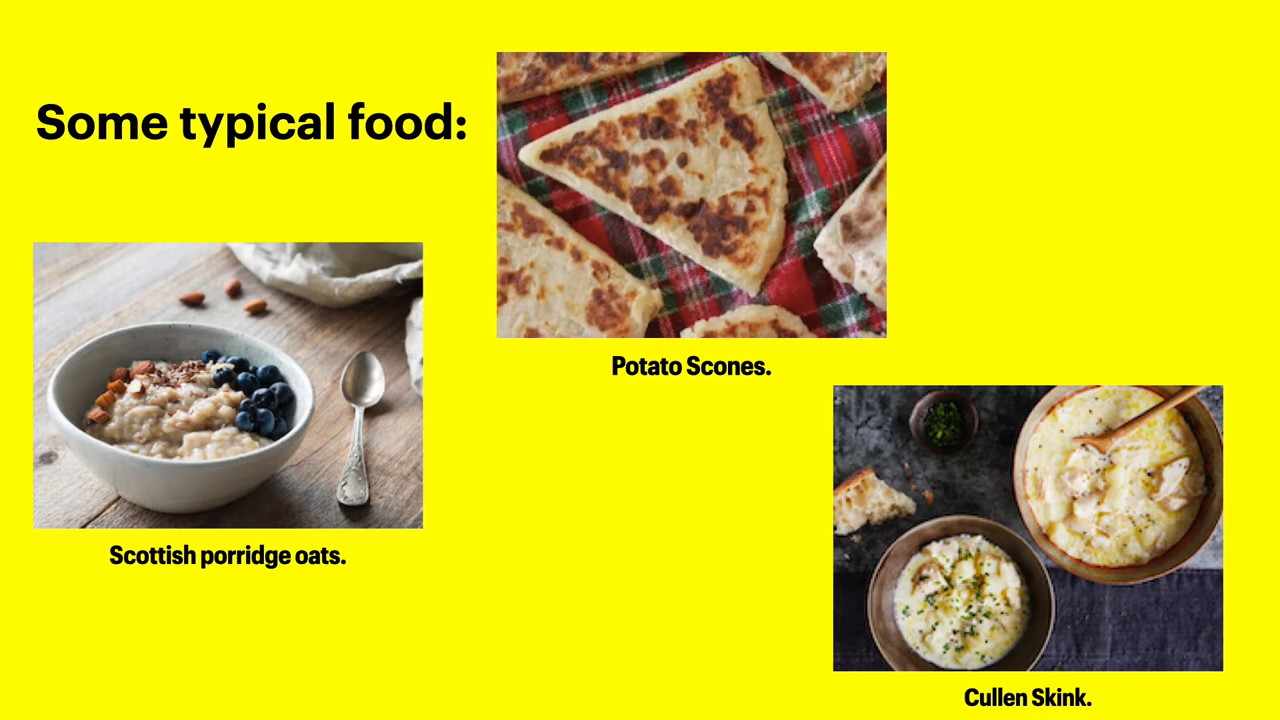 Some typical food:
Potato Scones.
Scottish porridge oats.
Cullen Skink.